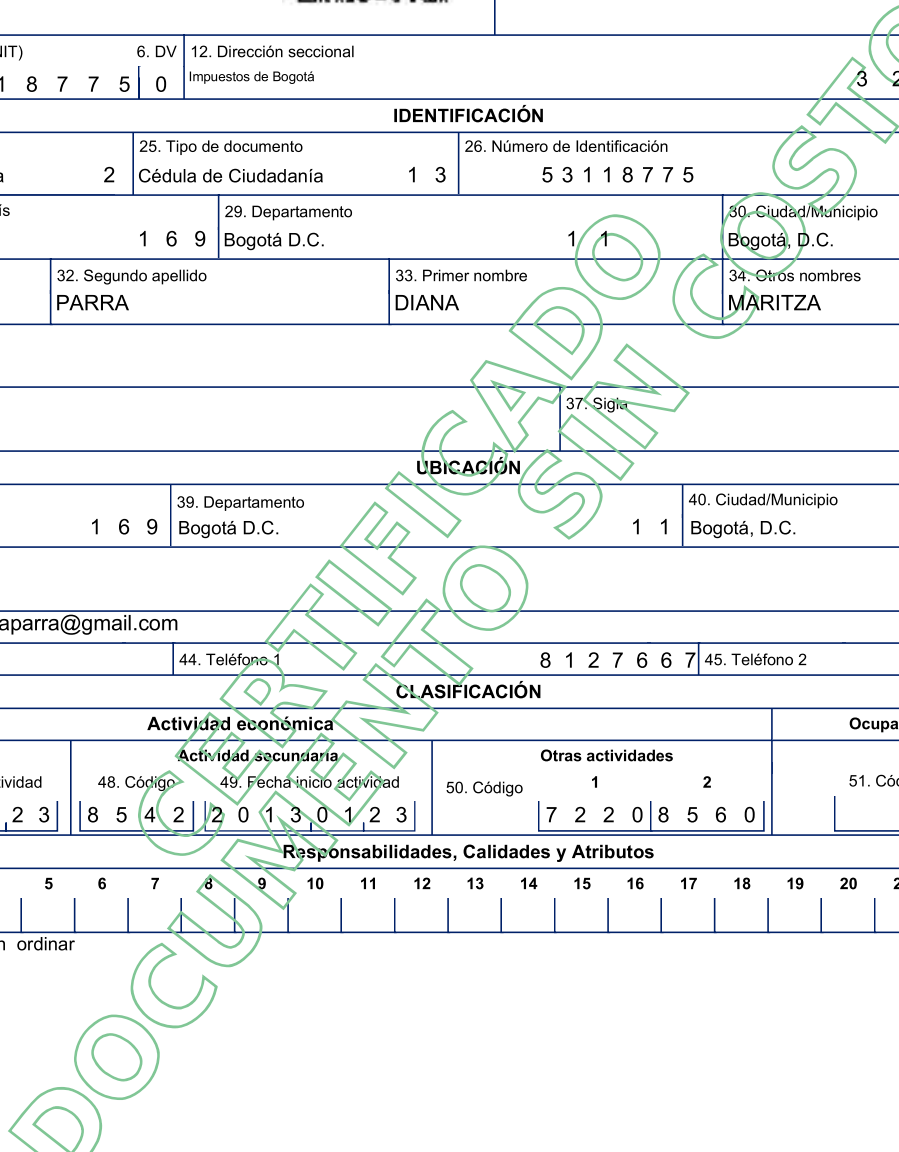 NIT) 6. DV 12. Dirección seccional
1 8 7 7 5 0 Impuestos de Bogotá 3 2
IDENTIFICACIÓN
25. Tipo de documento 26. Número de Identificación
a 2 Cédula de Ciudadanía 1 3 5 3 1 1 8 7 7 5
ís 29. Departamento 30. Ciudad/Municipio
1 6 9 Bogotá D.C. 1 1 Bogotá, D.C.
32. Segundo apellido 33. Primer nombre 34. Otros nombres
PARRA DIANA MARITZA
37. Sigla
UBICACIÓN
39. Departamento 40. Ciudad/Municipio
1 6 9 Bogotá D.C. 1 1 Bogotá, D.C.
aparra@gmail.com
44. Teléfono 1 8 1 2 7 6 6 7 45. Teléfono 2
CLASIFICACIÓN
Actividad económica Ocupa
Actividad secundaria Otras actividades
ividad 48. Código 49. Fecha inicio actividad 50. Código 1 2 51. Cód
2 3 8 5 4 2 2 0 1 3 0 1 2 3 7 2 2 0 8 5 6 0
Responsabilidades, Calidades y Atributos
5 6 7 8 9 10 11 12 13 14 15 16 17 18 19 20 2
n ordinar
CERTIFICADO
DOCUMENTO SIN COSTO